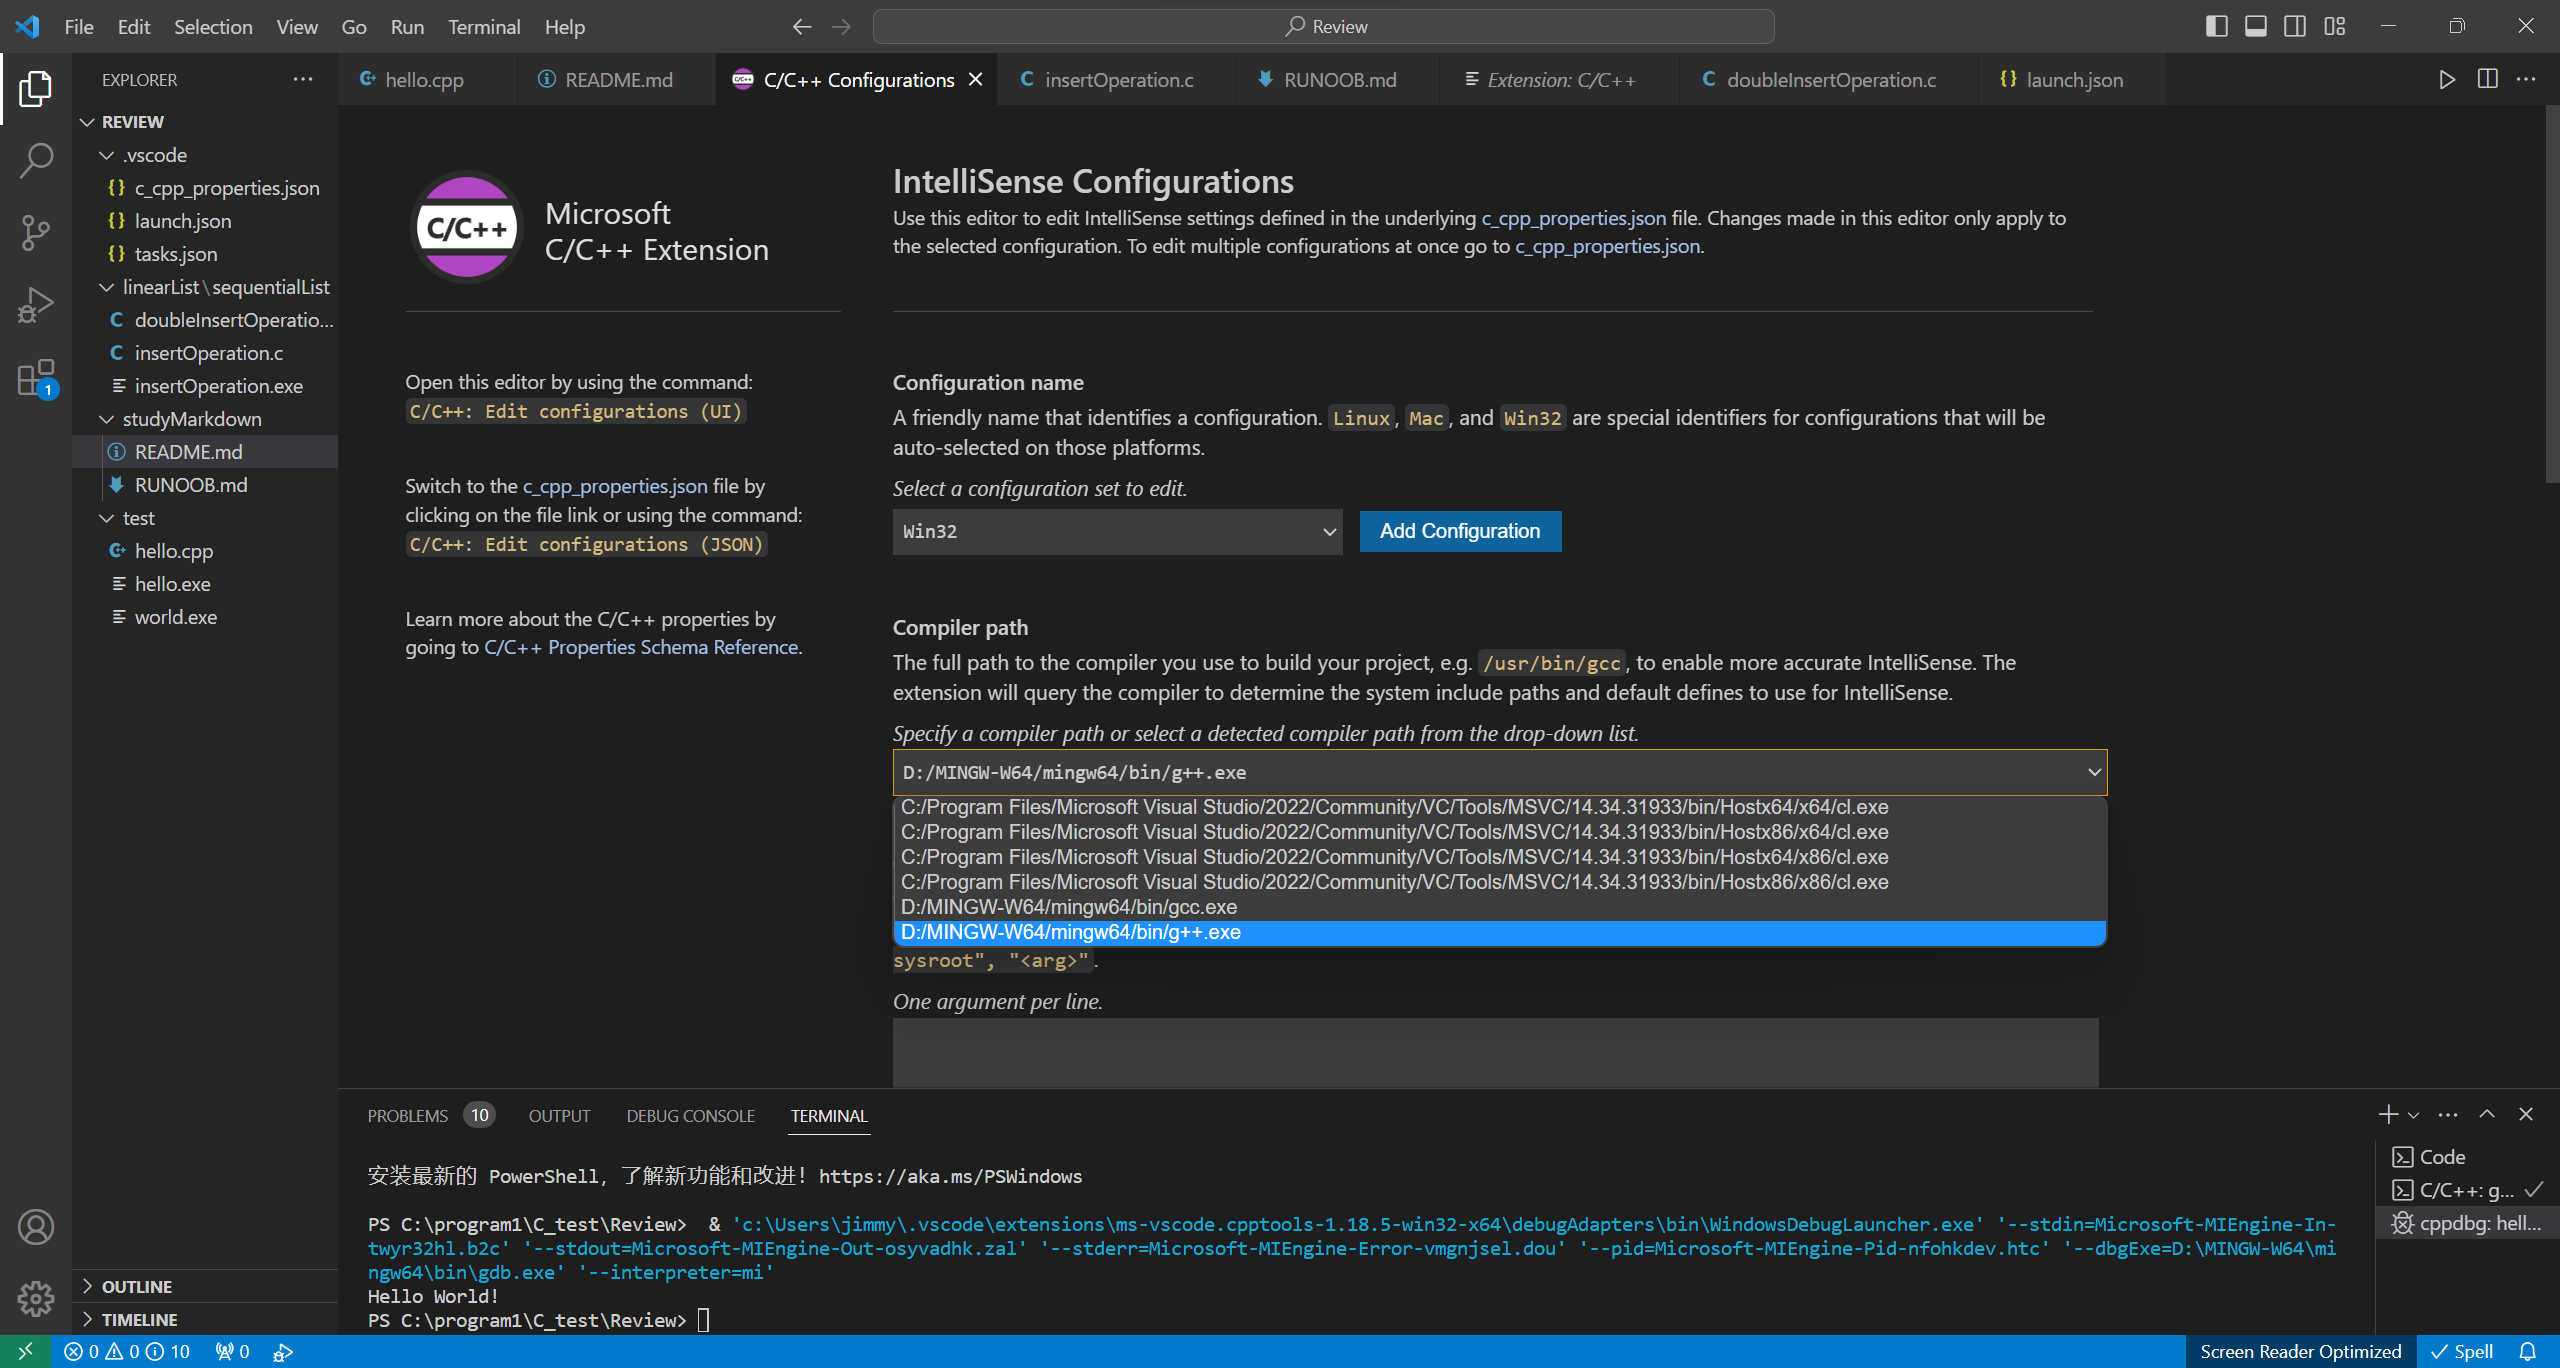 File Edit Selection View Go Run Terminal Help
Review
EXPLORER
hello.cpp
README.md
C/C++ Configurations
insertOperation.c
RUNOOB.md
Extension: C/C++
doubleInsertOperation.c
launch.json
REVIEW
.vscode
c_cpp_properties.json
launch.json
tasks.json
linearList\sequentialList
doubleInsertOperatio...
insertOperation.c
insertOperation.exe
studyMarkdown
README.md
RUNOOB.md
test
hello.cpp
hello.exe
world.exe
OUTLINE
TIMELINE
1
C/C++
Microsoft
C/C++ Extension
Open this editor by using the command:
C/C++: Edit configurations (UI)
Switch to the c_cpp_properties.json file by
clicking on the file link or using the command:
C/C++: Edit configurations (JSON)
Learn more about the C/C++ properties by
going to C/C++ Properties Schema Reference.
IntelliSense Configurations
Use this editor to edit IntelliSense settings defined in the underlying c_cpp_properties.json file. Changes made in this editor only apply to
the selected configuration. To edit multiple configurations at once go to c_cpp_properties.json.
Configuration name
A friendly name that identifies a configuration. Linux, Mac, and Win32 are special identifiers for configurations that will be
auto-selected on those platforms.
Select a configuration set to edit.
Win32
Add Configuration
Compiler path
The full path to the compiler you use to build your project, e.g. /usr/bin/gcc, to enable more accurate IntelliSense. The
extension will query the compiler to determine the system include paths and default defines to use for IntelliSense.
Specify a compiler path or select a detected compiler path from the drop-down list.
D:/MINGW-W64/mingw64/bin/g++.exe
C:/Program Files/Microsoft Visual Studio/2022/Community/VC/Tools/MSVC/14.34.31933/bin/Hostx64/x64/cl.exe
C:/Program Files/Microsoft Visual Studio/2022/Community/VC/Tools/MSVC/14.34.31933/bin/Hostx86/x64/cl.exe
C:/Program Files/Microsoft Visual Studio/2022/Community/VC/Tools/MSVC/14.34.31933/bin/Hostx64/x86/cl.exe
C:/Program Files/Microsoft Visual Studio/2022/Community/VC/Tools/MSVC/14.34.31933/bin/Hostx86/x86/cl.exe
D:/MINGW-W64/mingw64/bin/gcc.exe
D:/MINGW-W64/mingw64/bin/g++.exe
sysroot", "<arg>".
One argument per line.
PROBLEMS 10 OUTPUT DEBUG CONSOLE TERMINAL
安装最新的 PowerShell，了解新功能和改进！https://aka.ms/PSWindows
PS C:\program1\C_test\Review>  & 'c:\Users\jimmy\.vscode\extensions\ms-vscode.cpptools-1.18.5-win32-x64\debugAdapters\bin\WindowsDebugLauncher.exe' '--stdin=Microsoft-MIEngine-In-
twyr32hl.b2c' '--stdout=Microsoft-MIEngine-Out-osyvadhk.zal' '--stderr=Microsoft-MIEngine-Error-vmgnjsel.dou' '--pid=Microsoft-MIEngine-Pid-nfohkdev.htc' '--dbgExe=D:\MINGW-W64\mi
ngw64\bin\gdb.exe' '--interpreter=mi'
Hello World!
PS C:\program1\C_test\Review>
Code
C/C++: g...
cppdbg: hell...
0 0 10 0
Screen Reader Optimized
Spell